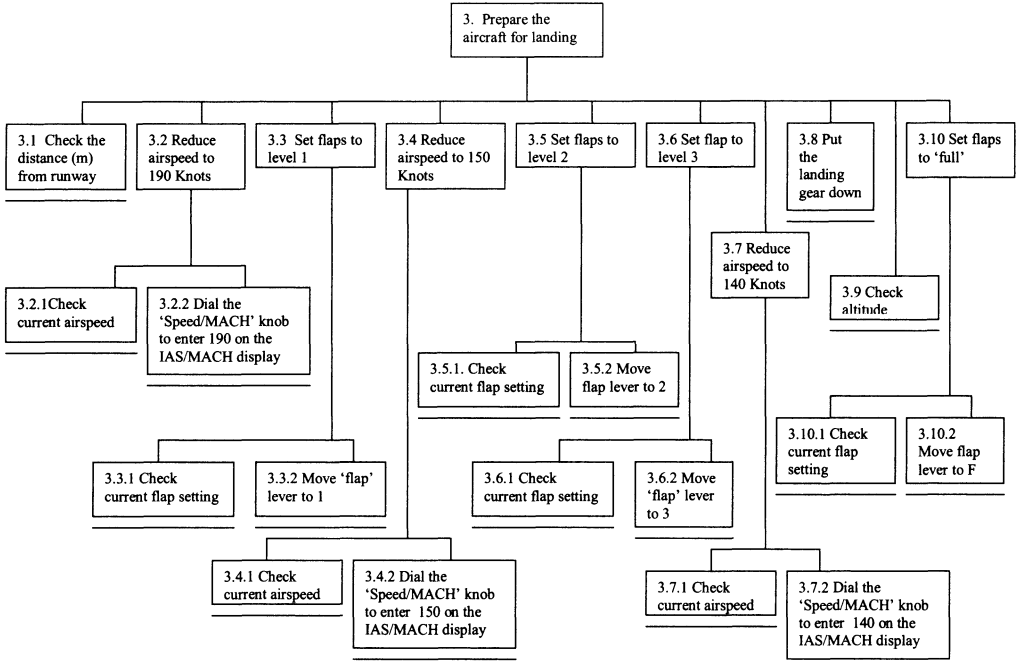 3. Prepare the
aircraft for landing
3.1 Check the
distance (m)
from runway
3.2 Reduce
airspeed to
190 Knots
3.3 Set flaps to
level 1
3.4 Reduce
airspeed to 150
Knots
3.5 Set flaps to
level 2
3.6 Set flap to
level 3
3.8 Put
the
landing
gear down
3.10 Set flaps
to ‘full’
3.7 Reduce
airspeed to
140 Knots
3.9 Check
altitude
3.2.1Check
current airspeed
3.2.2 Dial the
‘Speed/MACH’ knob
to enter 190 on the
IAS/MACH display
3.5.1. Check
current flap setting
3.5.2 Move
flap lever to 2
3.10.1 Check
current flap
setting
3.10.2
Move flap
lever to F
3.3.1 Check
current flap setting
3.3.2 Move ‘flap’
lever to 1
3.6.1 Check
current flap setting
3.6.2 Move
‘flap’ lever
to 3
3.4.1 Check
current airspeed
3.4.2 Dial the
‘Speed/MACH’ knob
to enter 150 on the
IAS/MACH display
3.7.1 Check
current airspeed
3.7.2 Dial the
‘Speed/MACH’ knob
to enter 140 on the
IAS/MACH display